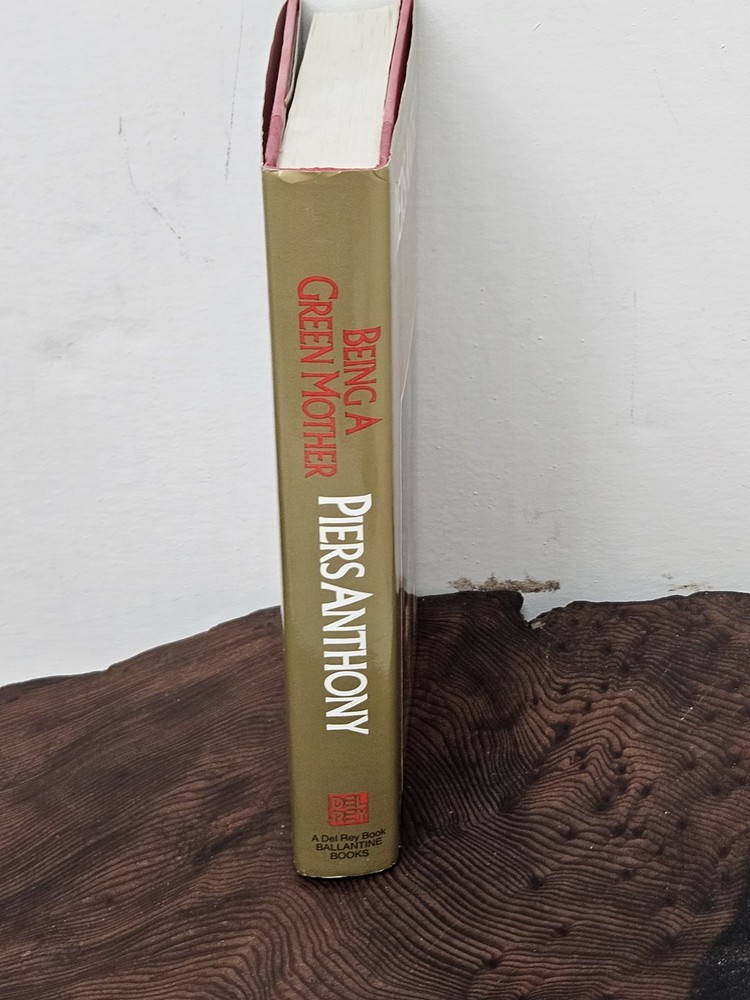 BEING A
GREEN MOTHER
PIERS ANTHONY
DEL
REY
A Del Rey Book
BALLANTINE
BOOKS